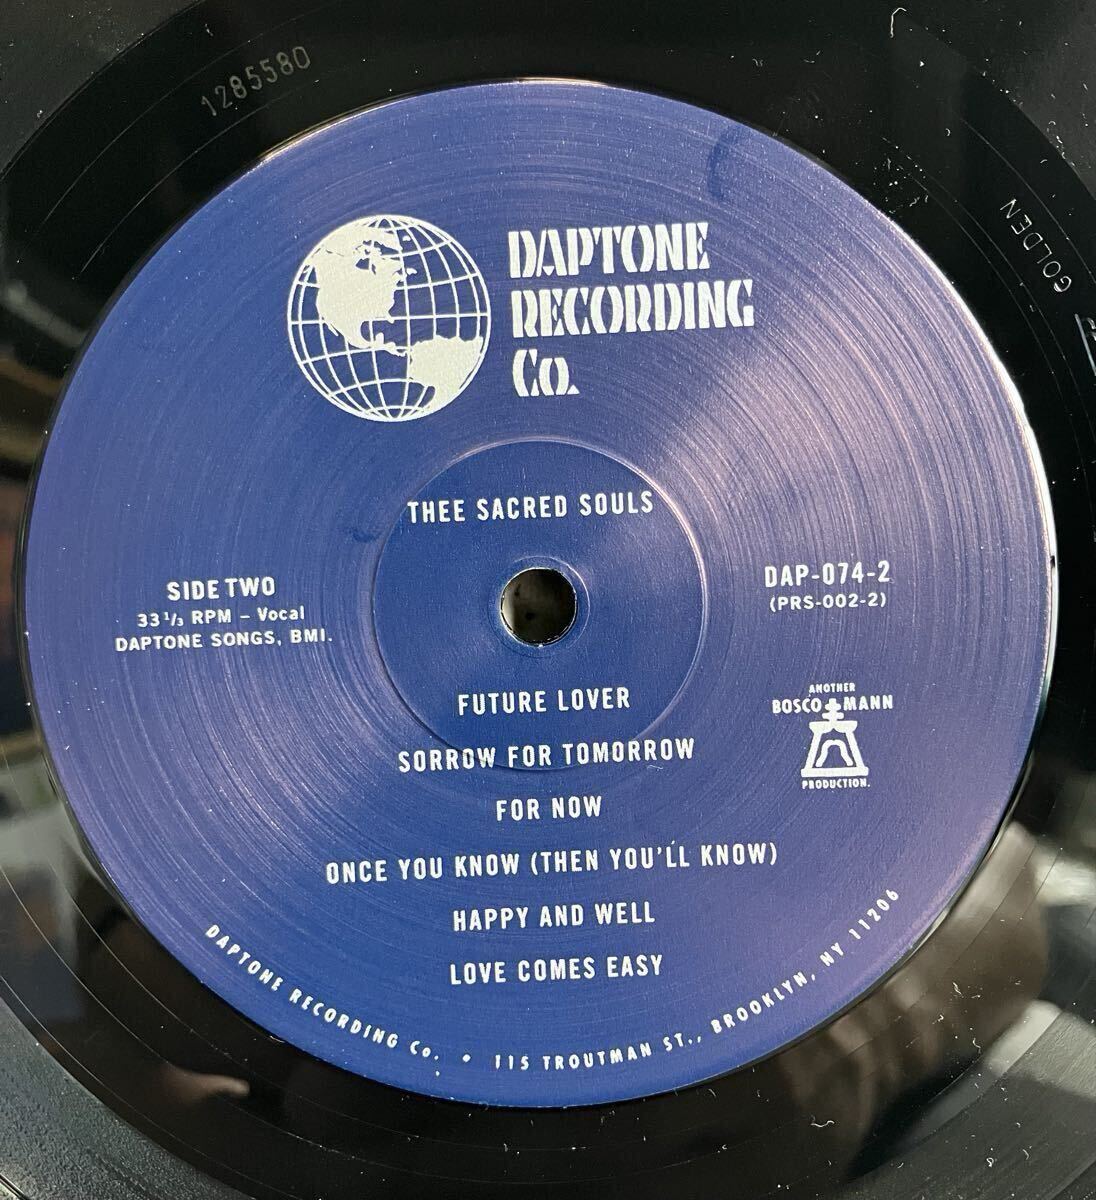 1285580
GOLDEN
DAPTONE
RECORDING
Co.
THEE SACRED SOULS
SIDE TWO
33 1/3 RPM – Vocal
DAPTONE SONGS, BMI.
DAP-074-2
(PRS-002-2)
FUTURE LOVER
SORROW FOR TOMORROW
FOR NOW
ONCE YOU KNOW (THEN YOU'LL KNOW)
HAPPY AND WELL
LOVE COMES EASY
ANOTHER
BOSCO MANN
PRODUCTION.
DAPTONE RECORDING Co. • 115 TROUTMAN ST., BROOKLYN, NY 11206